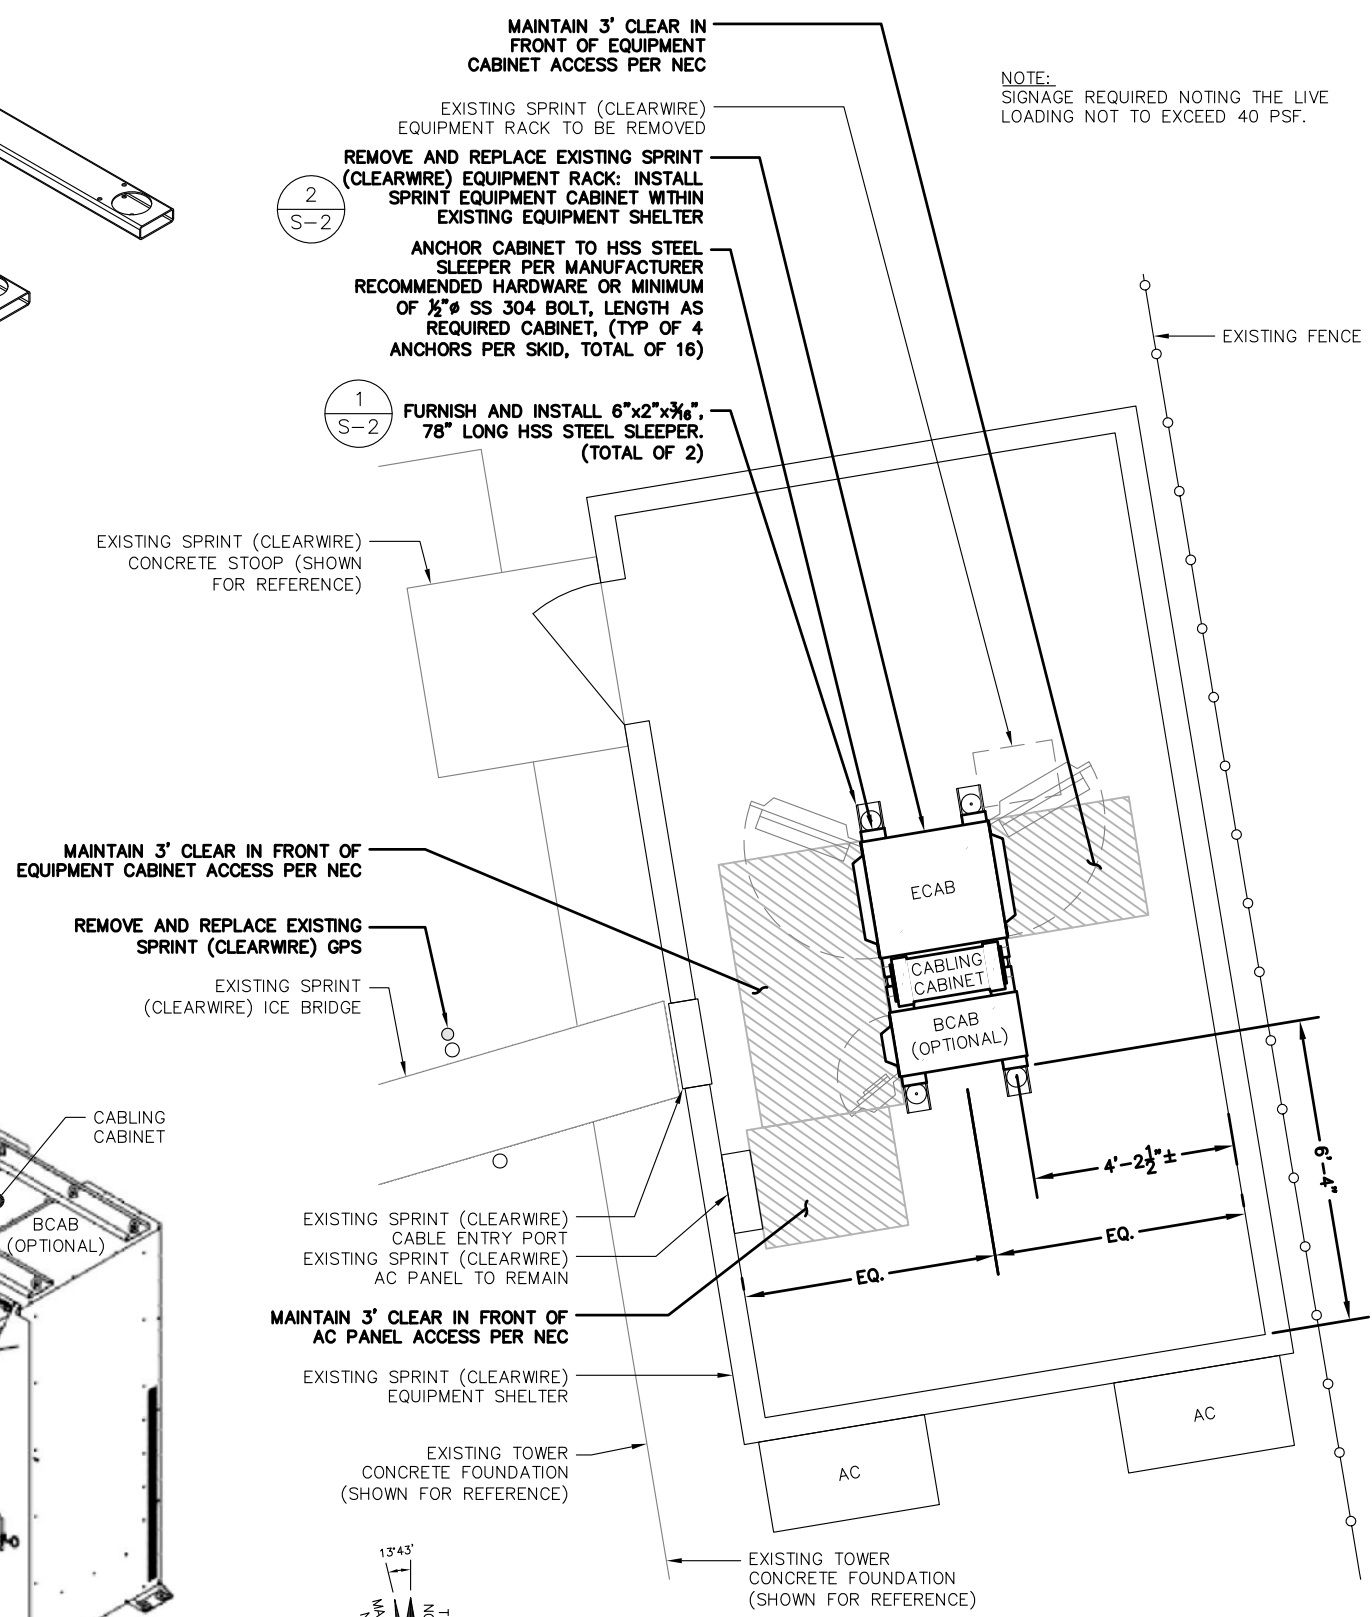 MAINTAIN 3' CLEAR IN
FRONT OF EQUIPMENT
CABINET ACCESS PER NEC
NOTE:
SIGNAGE REQUIRED NOTING THE LIVE
LOADING NOT TO EXCEED 40 PSF.
EXISTING SPRINT (CLEARWIRE)
EQUIPMENT RACK TO BE REMOVED
REMOVE AND REPLACE EXISTING SPRINT
(CLEARWIRE) EQUIPMENT RACK: INSTALL
SPRINT EQUIPMENT CABINET WITHIN
EXISTING EQUIPMENT SHELTER
2
S-2
ANCHOR CABINET TO HSS STEEL
SLEEPER PER MANUFACTURER
RECOMMENDED HARDWARE OR MINIMUM
OF ½"ø SS 304 BOLT, LENGTH AS
REQUIRED CABINET, (TYP OF 4
ANCHORS PER SKID, TOTAL OF 16)
EXISTING FENCE
1
S-2
FURNISH AND INSTALL 6"x2"x3/16",
78" LONG HSS STEEL SLEEPER.
(TOTAL OF 2)
EXISTING SPRINT (CLEARWIRE)
CONCRETE STOOP (SHOWN
FOR REFERENCE)
MAINTAIN 3' CLEAR IN FRONT OF
EQUIPMENT CABINET ACCESS PER NEC
ECAB
REMOVE AND REPLACE EXISTING
SPRINT (CLEARWIRE) GPS
CABLING
CABINET
EXISTING SPRINT
(CLEARWIRE) ICE BRIDGE
BCAB
(OPTIONAL)
CABLING
CABINET
4'-2½"±
6'-4"
BCAB
(OPTIONAL)
EXISTING SPRINT (CLEARWIRE)
CABLE ENTRY PORT
EXISTING SPRINT (CLEARWIRE)
AC PANEL TO REMAIN
EQ.
EQ.
MAINTAIN 3' CLEAR IN FRONT OF
AC PANEL ACCESS PER NEC
EXISTING SPRINT (CLEARWIRE)
EQUIPMENT SHELTER
AC
AC
EXISTING TOWER
CONCRETE FOUNDATION
(SHOWN FOR REFERENCE)
13°43'
EXISTING TOWER
CONCRETE FOUNDATION
(SHOWN FOR REFERENCE)